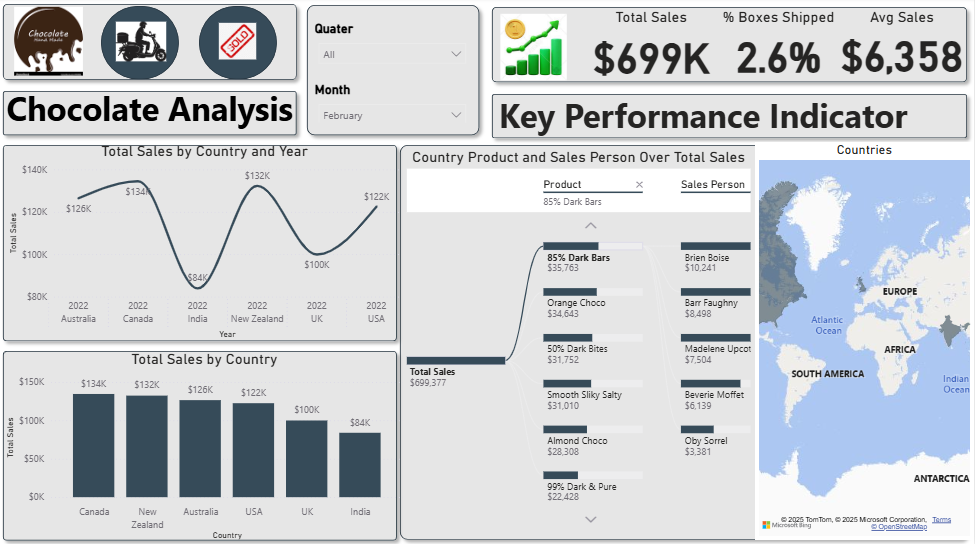 Chocolate
Hand Made
SOLD
Quater
All
Month
February
Total Sales
% Boxes Shipped
Avg Sales
$699K
2.6%
$6,358
Chocolate Analysis
Key Performance Indicator
Total Sales by Country and Year
Total Sales
$140K
$120K
$100K
$80K
$126K
$134K
$84K
$132K
$100K
$122K
2022 2022 2022 2022 2022 2022
Australia Canada India New Zealand UK USA
Year
Total Sales by Country
Total Sales
$150K
$100K
$50K
$0K
$134K $132K $126K $122K $100K $84K
Canada New Zealand Australia USA UK India
Country
Country Product and Sales Person Over Total Sales
Product
85% Dark Bars
Sales Person
Total Sales
$699,377
85% Dark Bars
$35,763
Orange Choco
$34,643
50% Dark Bites
$31,752
Smooth Sliky Salty
$31,010
Almond Choco
$28,308
99% Dark & Pure
$22,428
Brien Boise
$10,241
Barr Faughny
$8,498
Madelene Upcot
$7,504
Beverie Moffet
$6,139
Oby Sorrel
$3,381
Countries
EUROPE
Atlantic
Ocean
AFRICA
SOUTH AMERICA
Indian
Ocean
ANTARCTICA
Microsoft Bing
© 2025 TomTom, © 2025 Microsoft Corporation, Terms
© OpenStreetMap